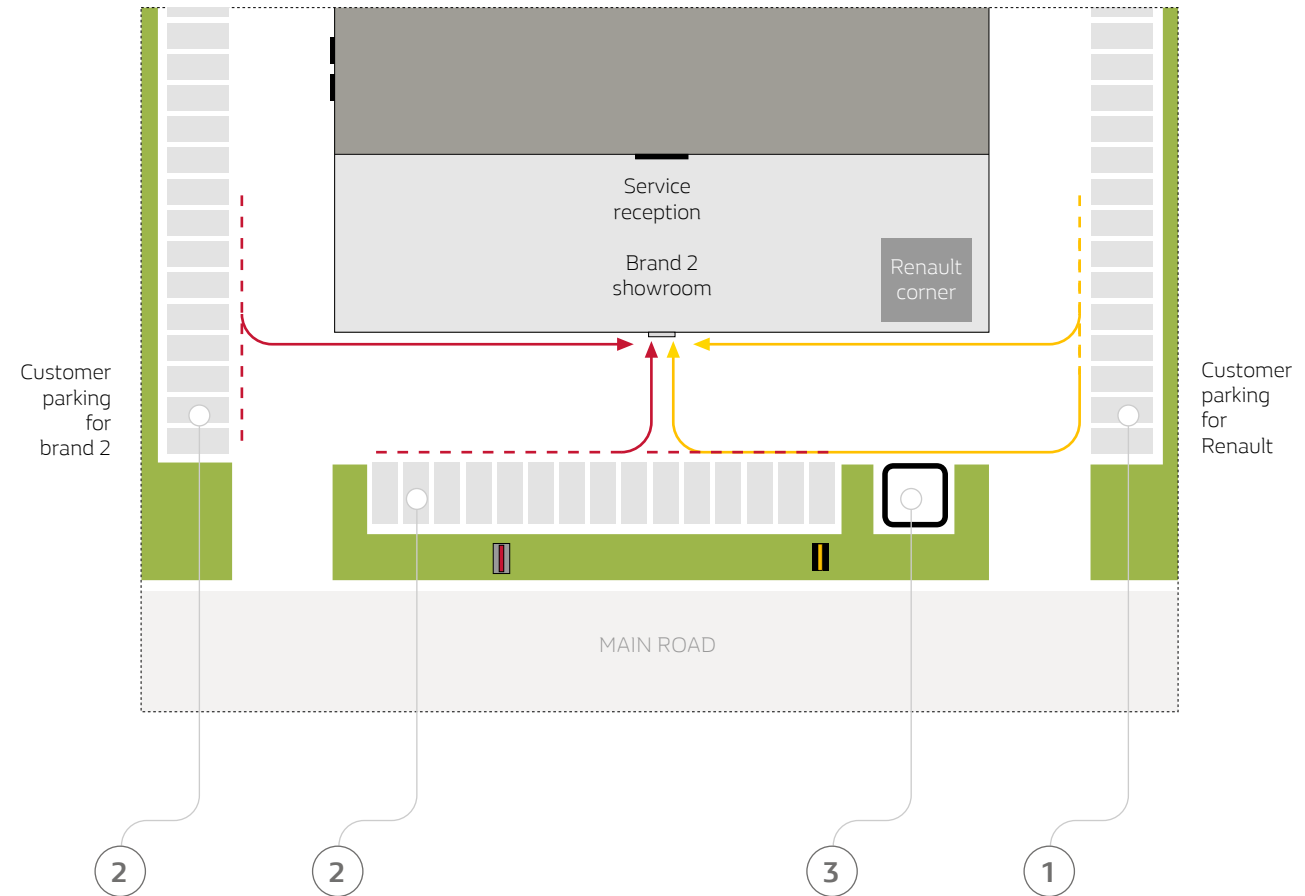 Service
reception
Brand 2
showroom
Renault
corner
Customer
parking
for
brand 2
Customer
parking
for
Renault
MAIN ROAD
2
2
3
1